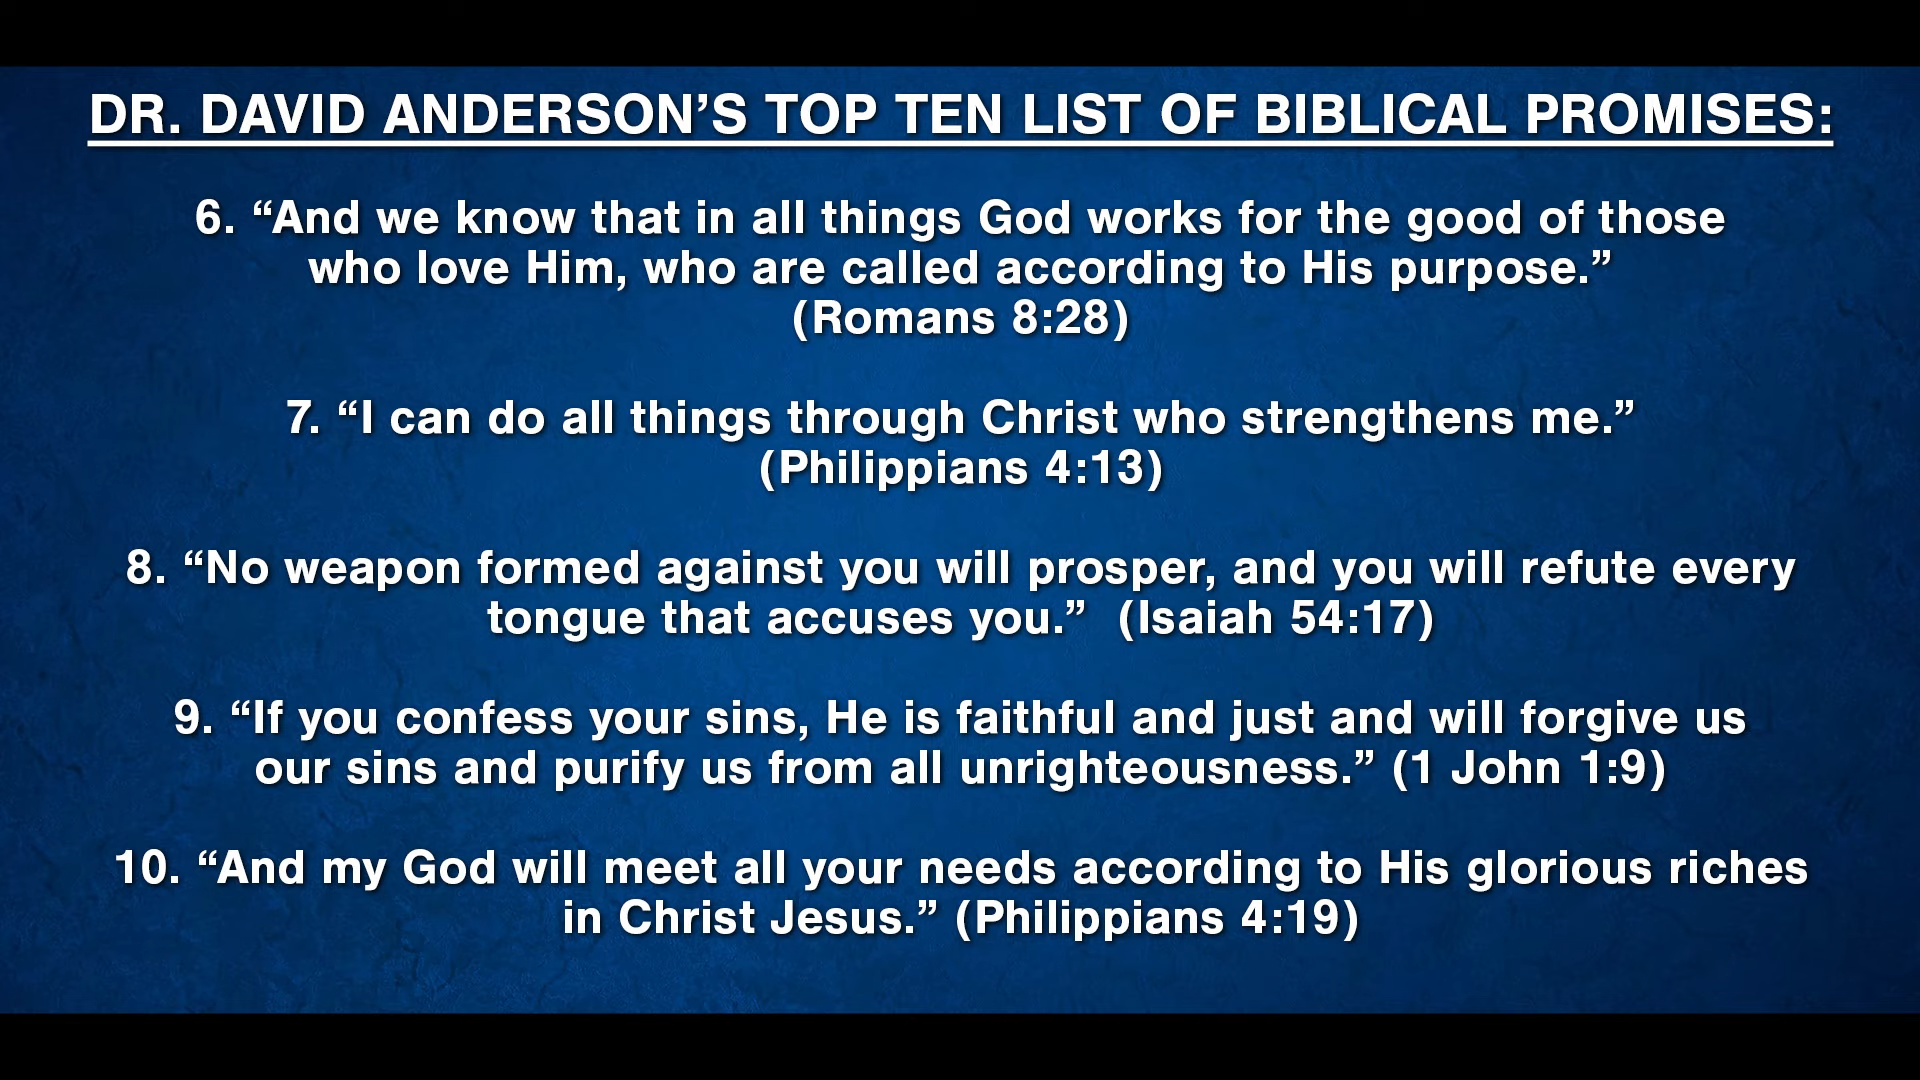 DR. DAVID ANDERSON’S TOP TEN LIST OF BIBLICAL PROMISES:
6. “And we know that in all things God works for the good of those
who love Him, who are called according to His purpose.”
(Romans 8:28)
7. “I can do all things through Christ who strengthens me.”
(Philippians 4:13)
8. “No weapon formed against you will prosper, and you will refute every
tongue that accuses you.”  (Isaiah 54:17)
9. “If you confess your sins, He is faithful and just and will forgive us
our sins and purify us from all unrighteousness.” (1 John 1:9)
10. “And my God will meet all your needs according to His glorious riches
in Christ Jesus.” (Philippians 4:19)